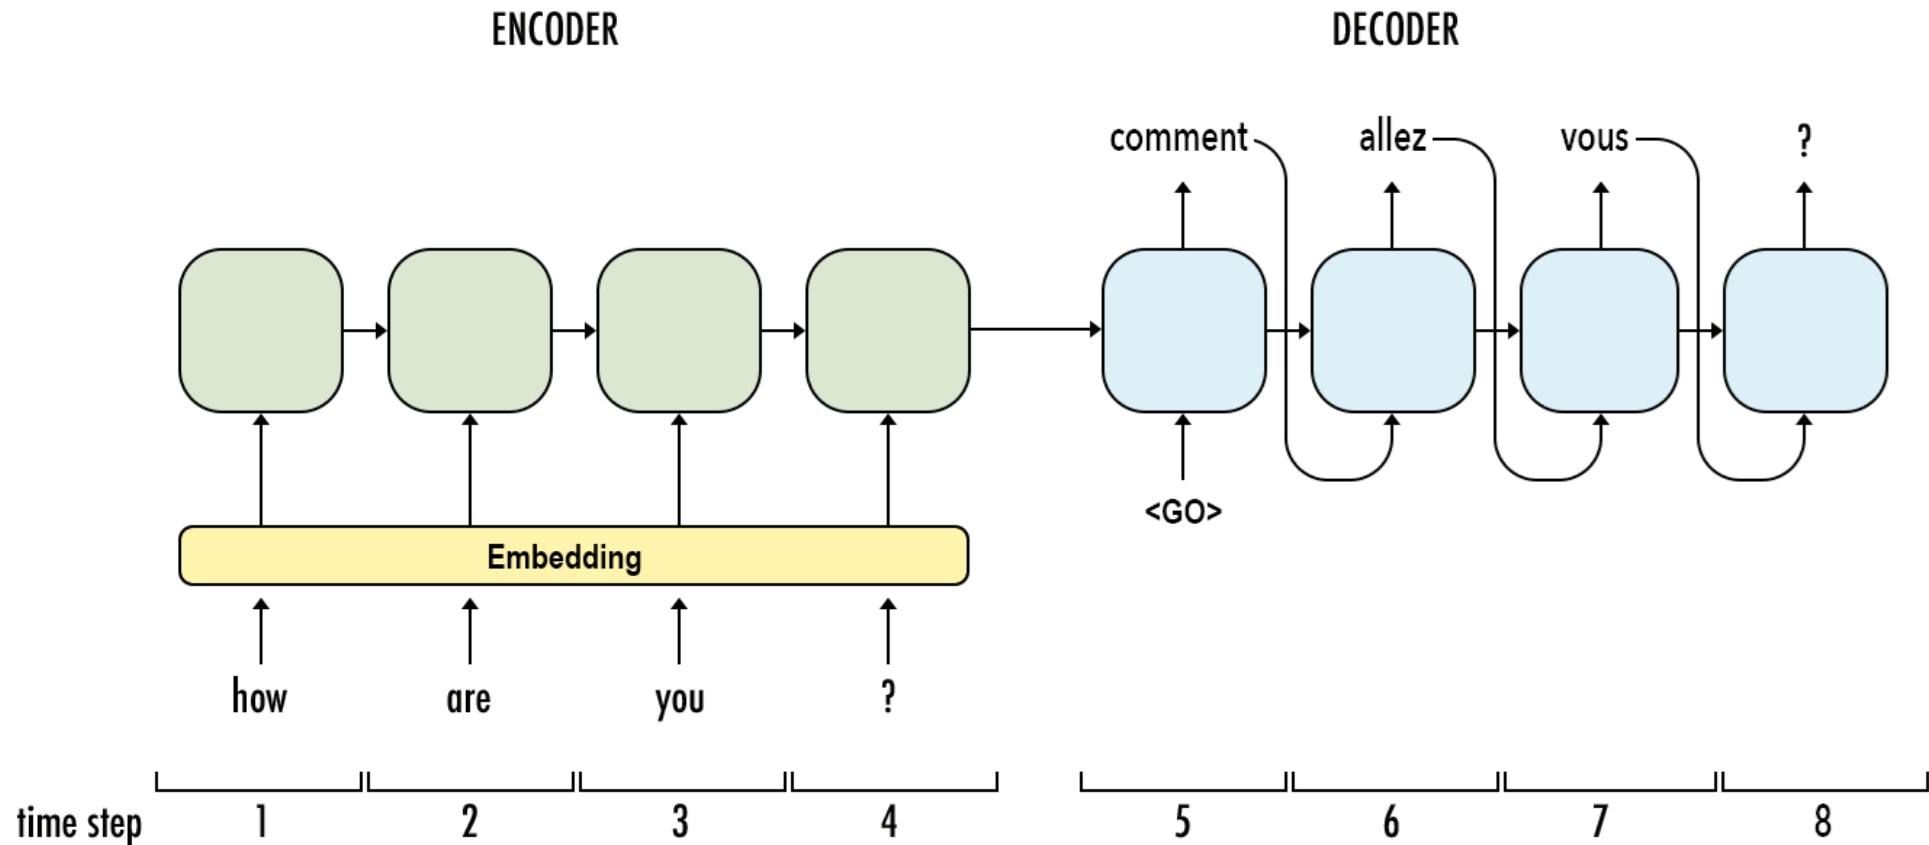 ENCODER DECODER
comment allez vous ?
Embedding
<GO>
how are you ?
time step 1 2 3 4 5 6 7 8